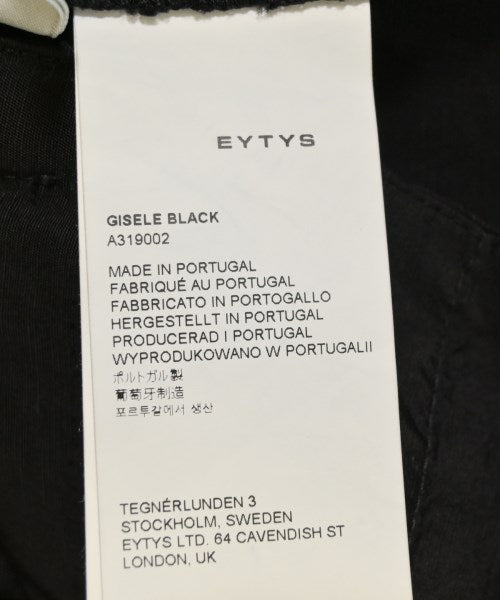 EYTYS
GISELE BLACK
A319002
MADE IN PORTUGAL
FABRIQUÉ AU PORTUGAL
FABBRICATO IN PORTOGALLO
HERGESTELLT IN PORTUGAL
PRODUCERAD I PORTUGAL
WYPRODUKOWANO W PORTUGALII
ポルトガル製
葡萄牙制造
포르투갈에서 생산
TEGNÉRLUNDEN 3
STOCKHOLM, SWEDEN
EYTYS LTD. 64 CAVENDISH ST
LONDON, UK